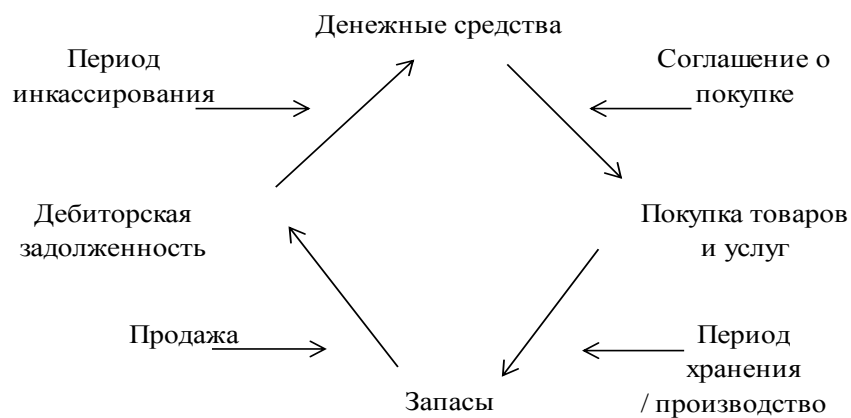 Денежные средства
Период
инкассирования
Соглашение о
покупке
Дебиторская
задолженность
Покупка товаров
и услуг
Продажа
Период
хранения
/ производство
Запасы